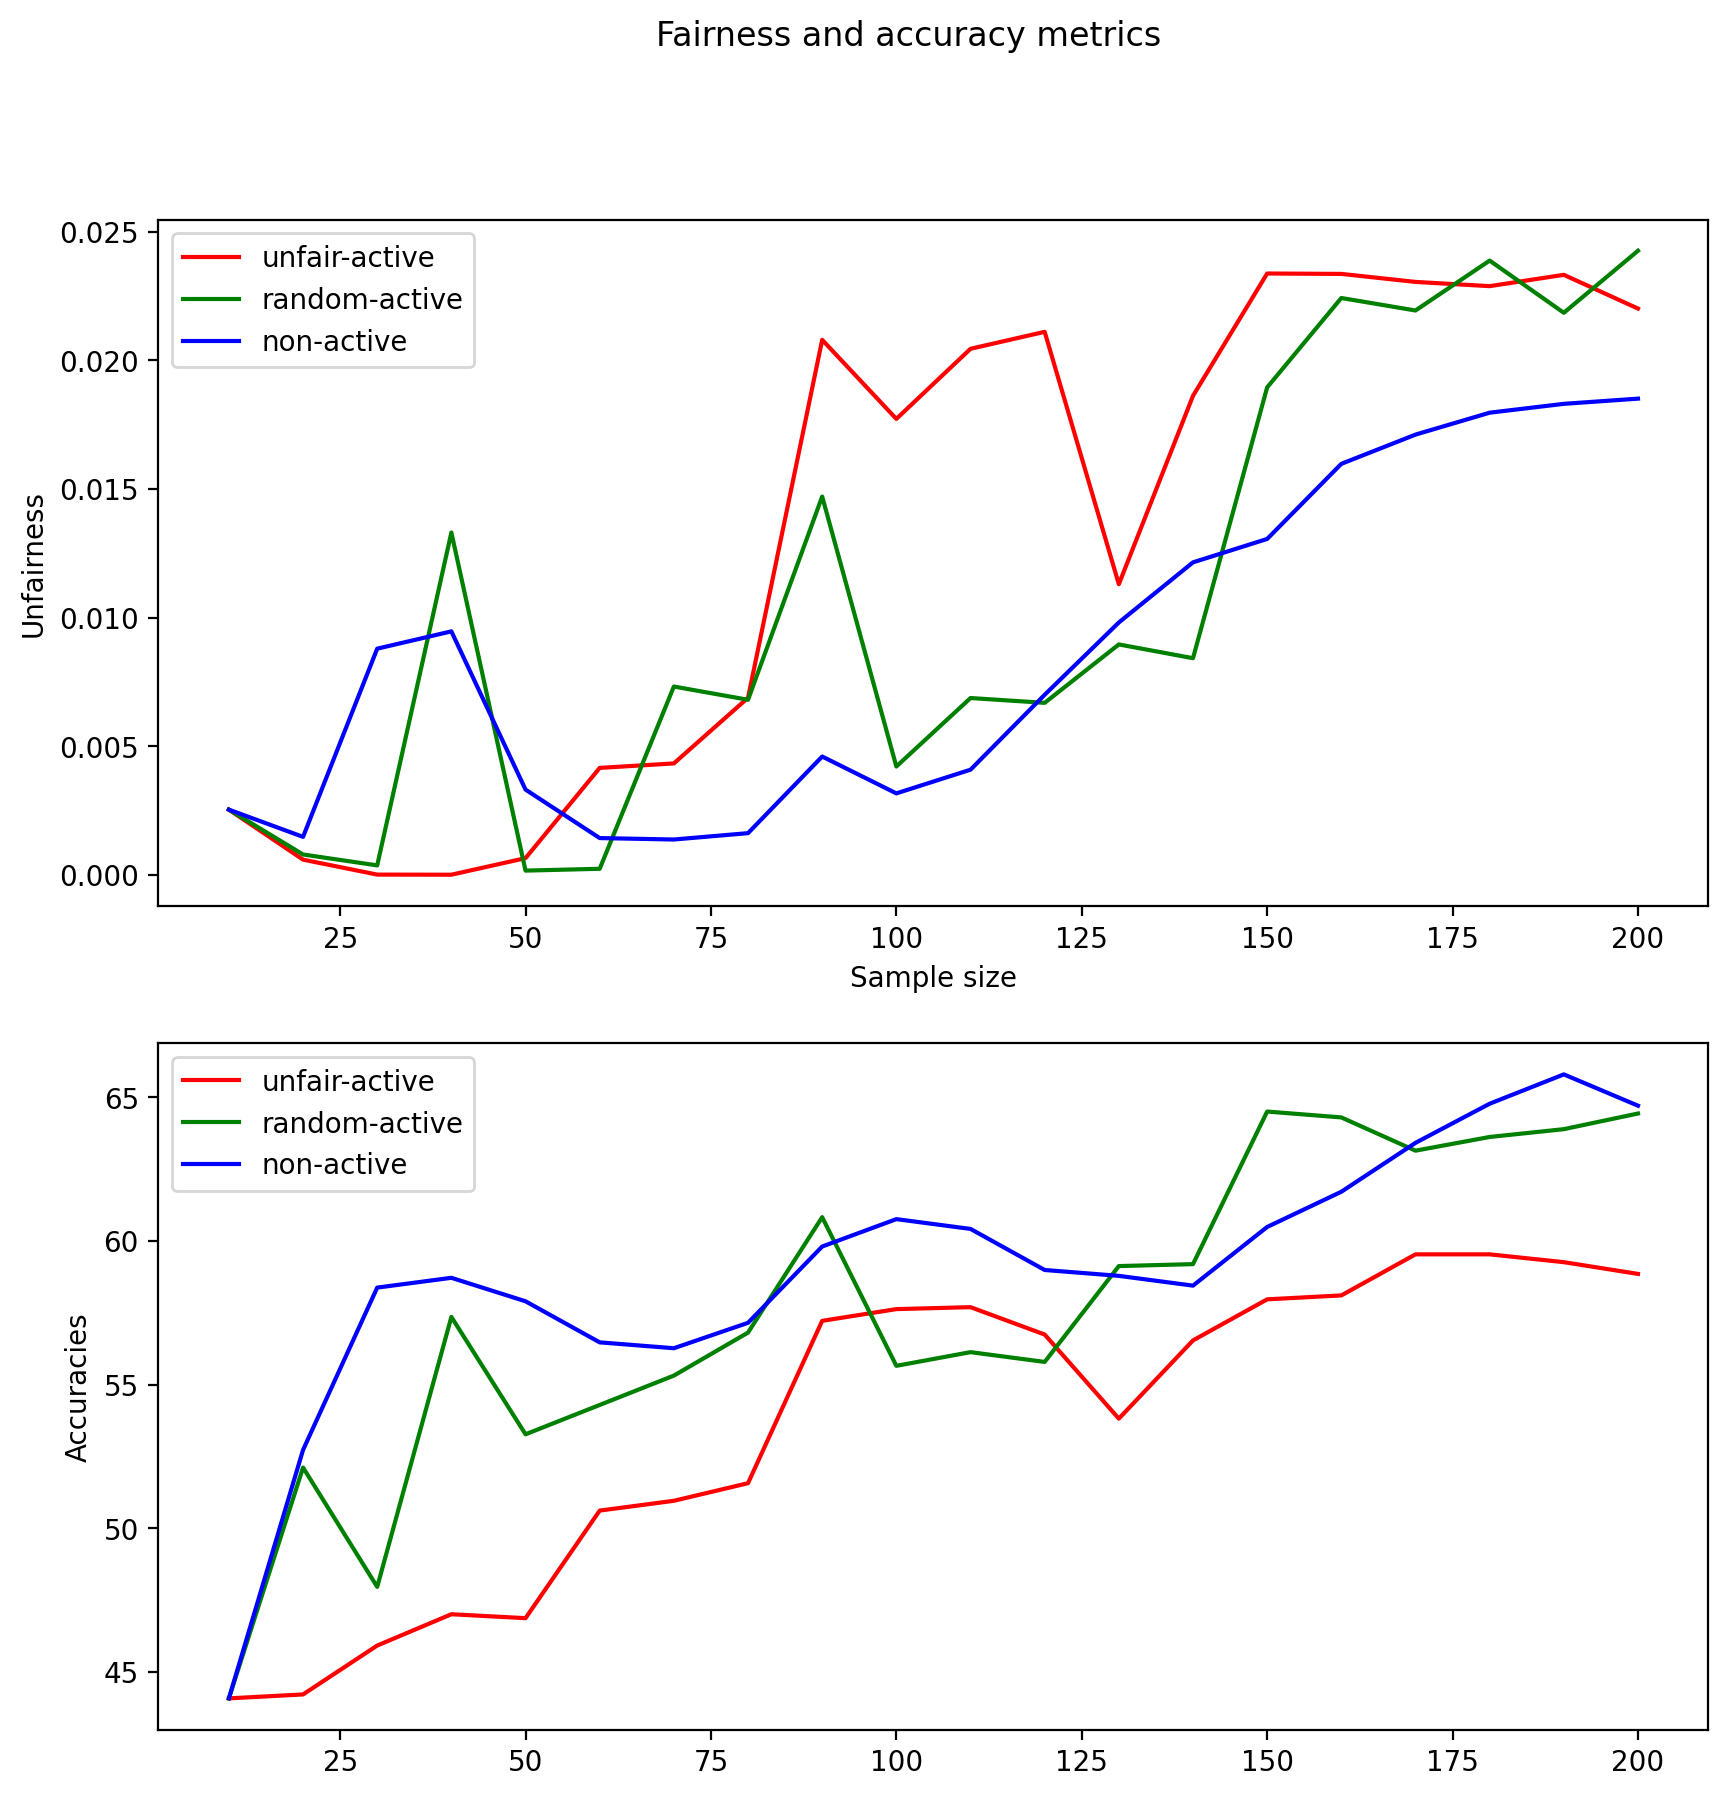 Fairness and accuracy metrics
0.025
0.020
0.015
0.010
0.005
0.000
Unfairness
unfair-active
random-active
non-active
25 50 75 100 125 150 175 200
Sample size
65
60
55
50
45
Accuracies
unfair-active
random-active
non-active
25 50 75 100 125 150 175 200